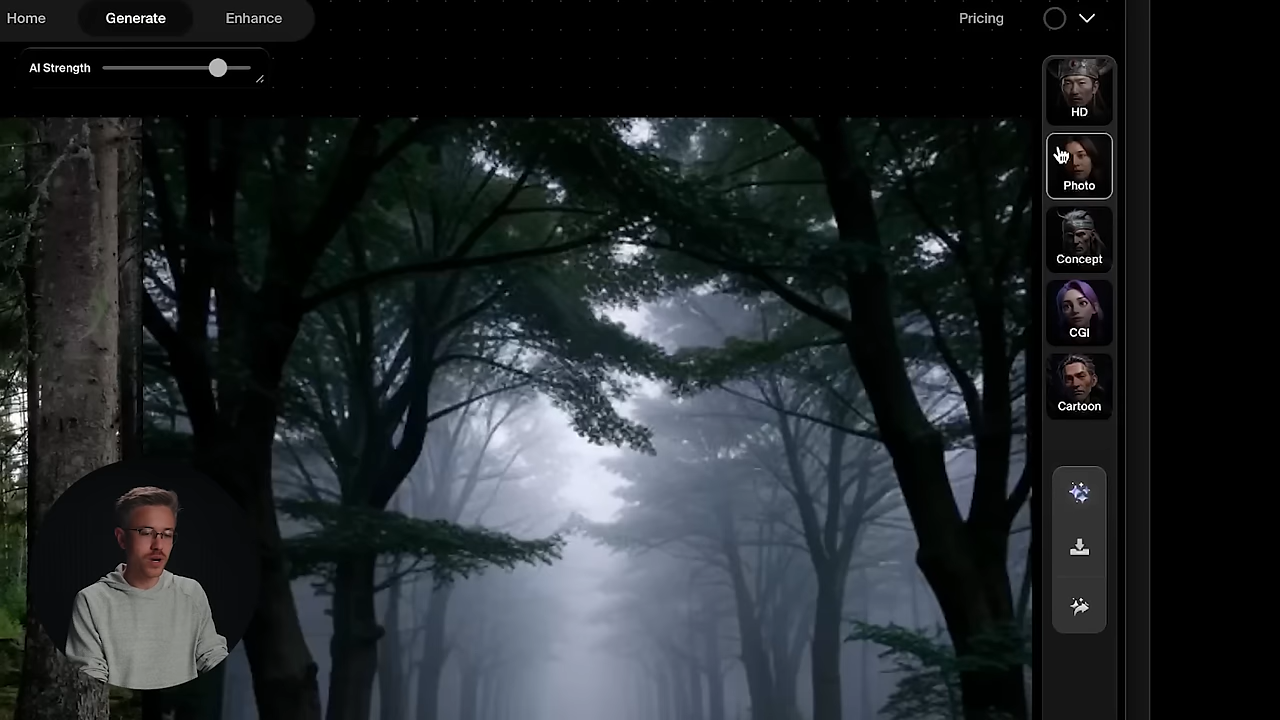 Home
Generate
Enhance
Pricing
AI Strength
HD
Photo
Concept
CGI
Cartoon